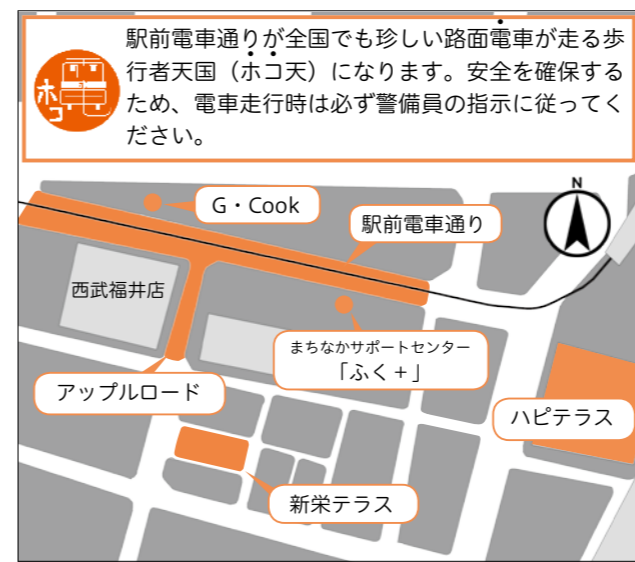 駅前電車通りが全国でも珍しい路面電車が走る歩
行者天国（ホコ天）になります。安全を確保する
ため、電車走行時は必ず警備員の指示に従ってく
ださい。
ホコ
N
G・Cook
駅前電車通り
西武福井店
まちなかサポートセンター
「ふく＋」
アップルロード
ハピテラス
新栄テラス